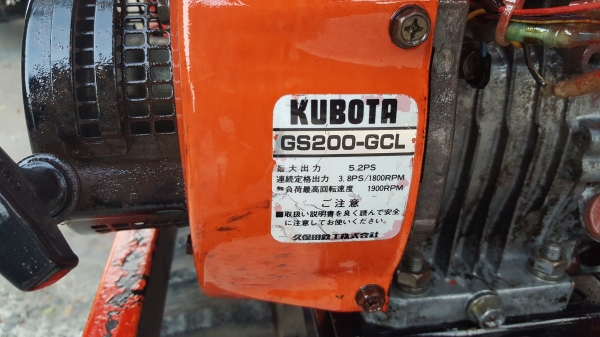 KUBOTA
GS200-GCL
最大出力 5.2PS
連続定格出力 3.8PS/1800RPM
無負荷最高回転速度 1900RPM
ご注意
■取扱い説明書を良く読んで安全
に注意してお使いください。
久保田鉄工株式会社